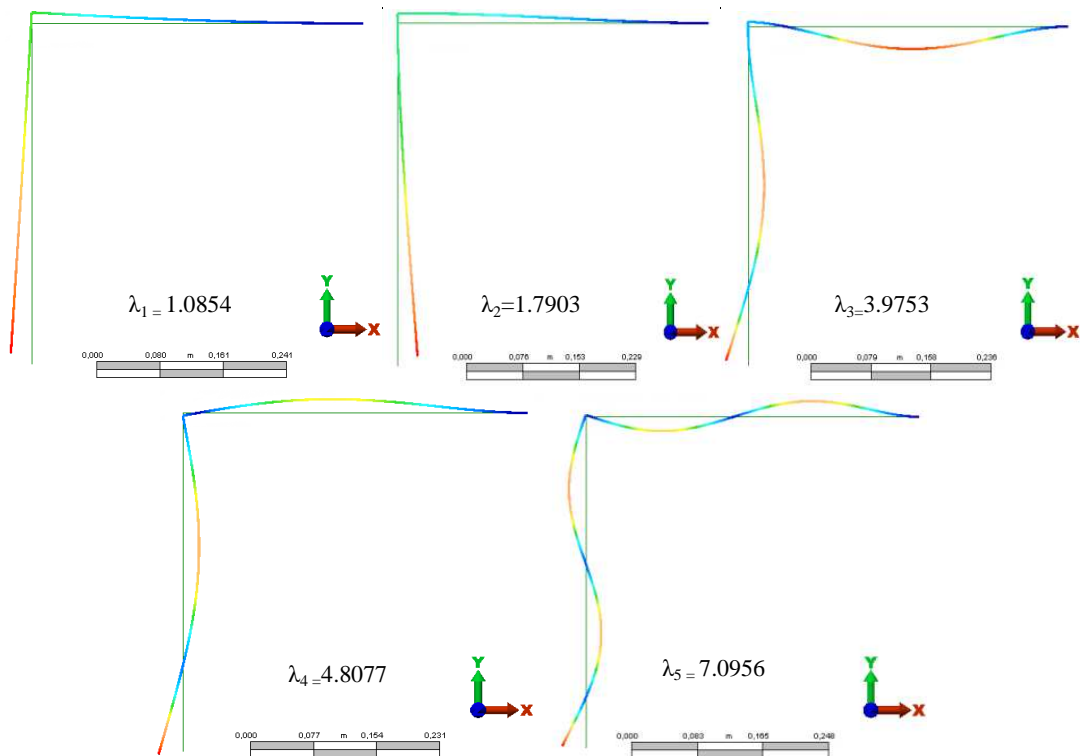 λ1 = 1.0854
Y
X
0,000 0,080 m 0,161 0,241
λ2=1.7903
Y
X
0,000 0,076 m 0,153 0,229
λ3=3.9753
Y
X
0,000 0,079 m 0,158 0,236
λ4 =4.8077
Y
X
0,000 0,077 m 0,154 0,231
λ5 = 7.0956
Y
X
0,000 0,083 m 0,165 0,248